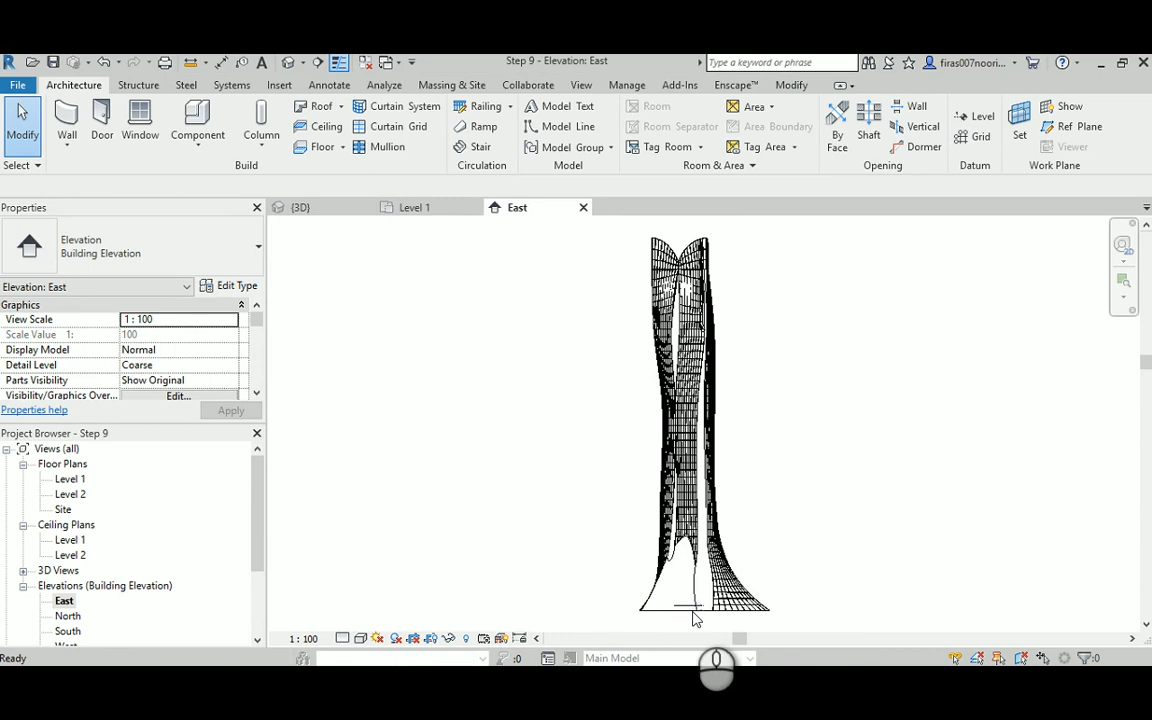 Step 9 - Elevation: East
Type a keyword or phrase
firas007noori...
File Architecture Structure Steel Systems Insert Annotate Analyze Massing & Site Collaborate View Manage Add-Ins Enscape™ Modify
Modify
Wall
Door
Window
Component
Column
Roof
Ceiling
Floor
Curtain System
Curtain Grid
Mullion
Railing
Ramp
Stair
Model Text
Model Line
Model Group
Room
Room Separator
Tag Room
Area
Area Boundary
Tag Area
By
Face
Shaft
Wall
Vertical
Dormer
Level
Grid
Set
Show
Ref Plane
Viewer
Select Build Circulation Model Room & Area Opening Datum Work Plane
Properties
{3D} Level 1 East
Elevation
Building Elevation
Elevation: East Edit Type
Graphics
View Scale 1 : 100
Scale Value 1: 100
Display Model Normal
Detail Level Coarse
Parts Visibility Show Original
Visibility/Graphics Over... Edit...
Properties help Apply
Project Browser - Step 9
Views (all)
Floor Plans
Level 1
Level 2
Site
Ceiling Plans
Level 1
Level 2
3D Views
Elevations (Building Elevation)
East
North
South
1 : 100
Ready :0 Main Model :0